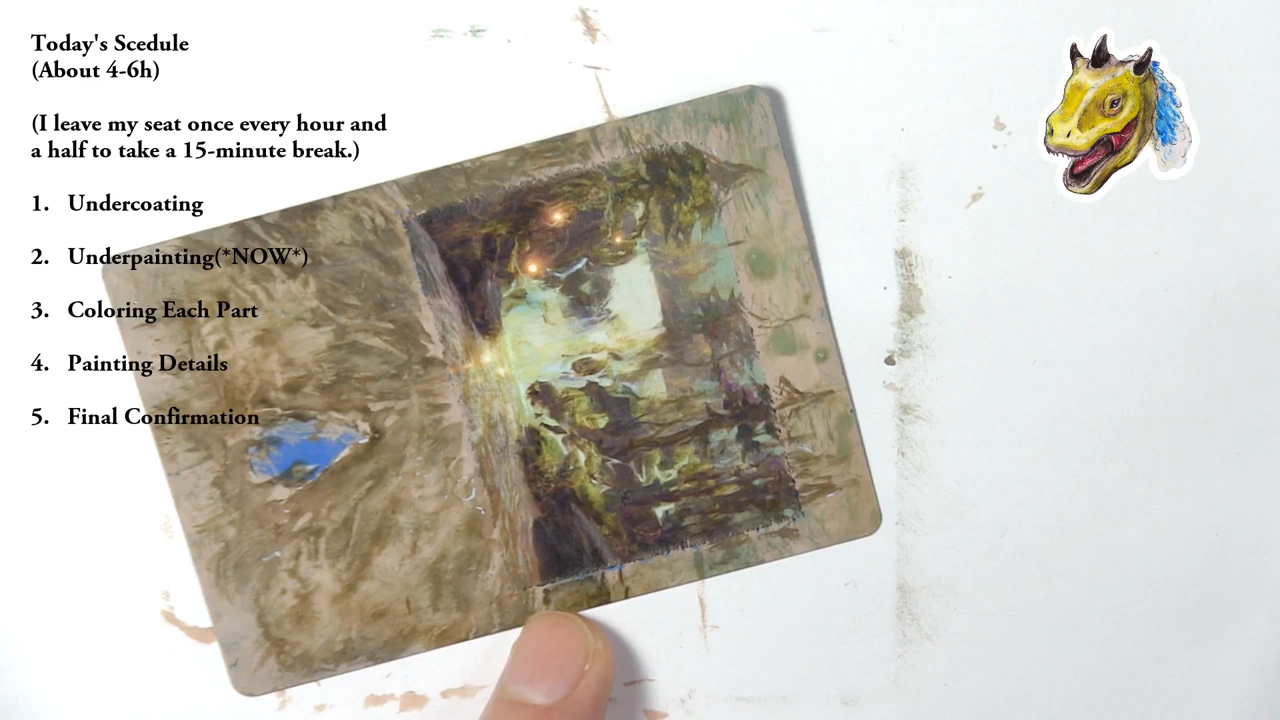 Today's Scedule
(About 4-6h)
(I leave my seat once every hour and
a half to take a 15-minute break.)
1. Undercoating
2. Underpainting(*NOW*)
3. Coloring Each Part
4. Painting Details
5. Final Confirmation